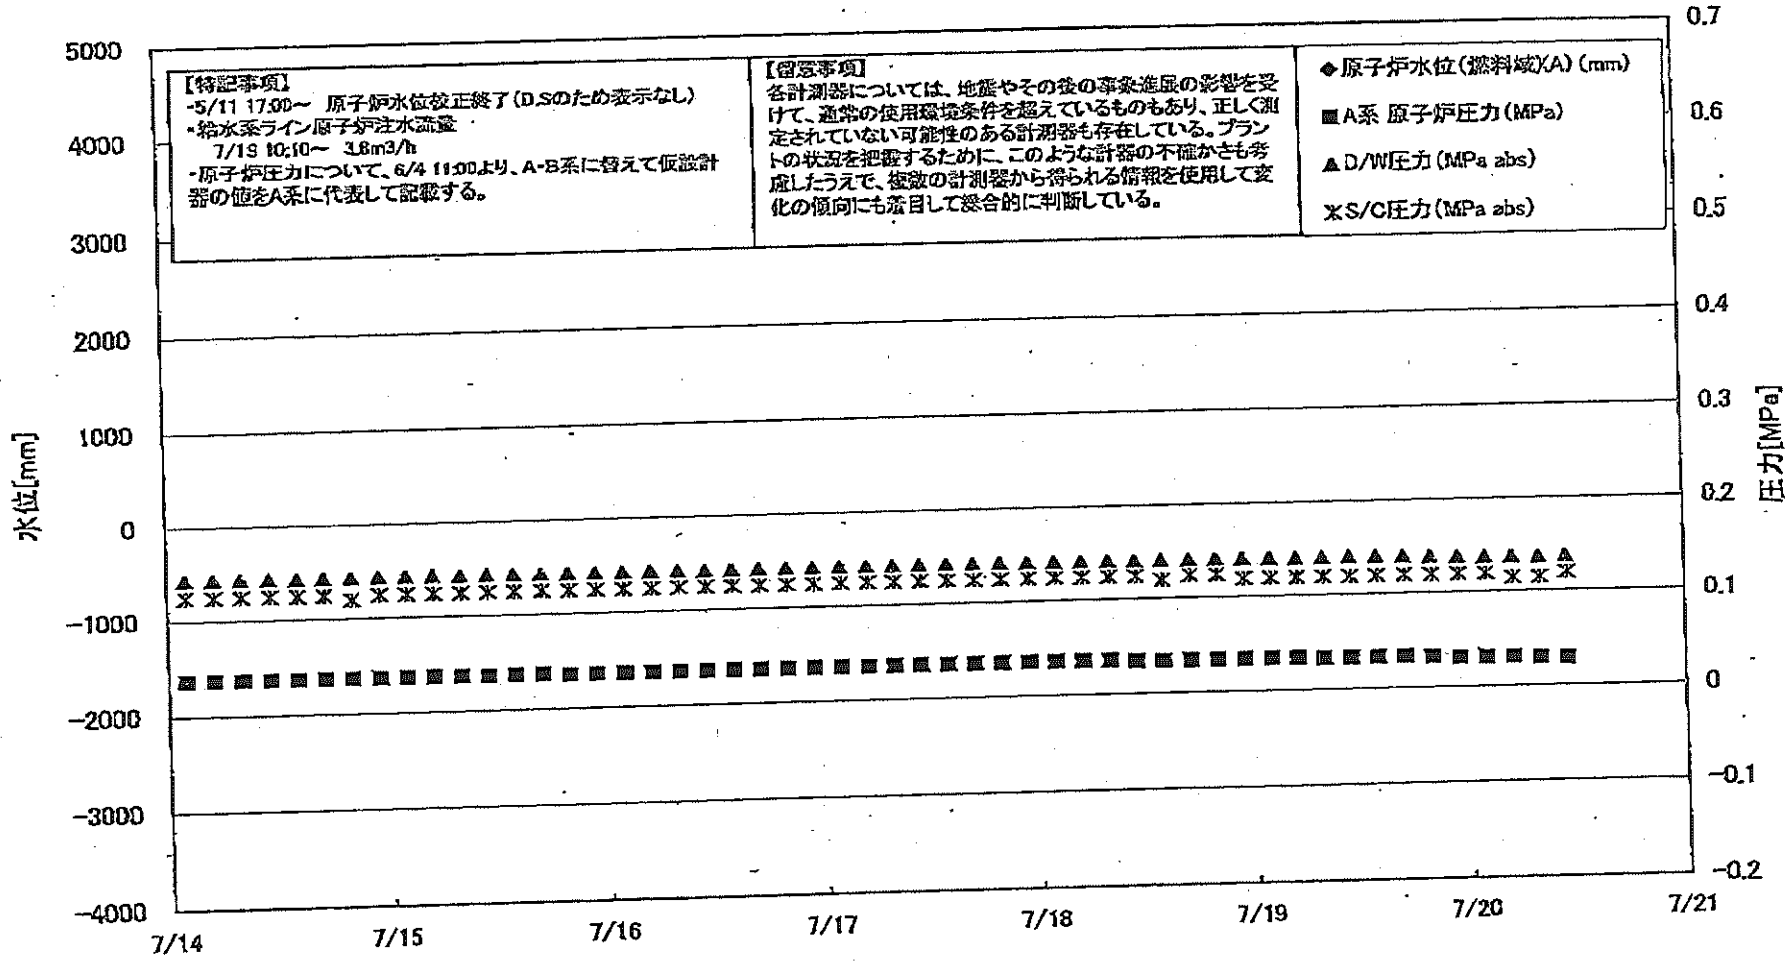 5000
4000
3000
2000
1000
0
-1000
-2000
-3000
-4000
水位[mm]
【特記事項】
-5/11 17:00～ 原子炉水位校正終了(D.Sのため表示なし)
・給水系ライン原子炉注水流量
7/19 10:10～ 3.8m3/h
・原子炉圧力について、6/4 11:00より、A-B系に替えて仮設計
器の値をA系に代表して記載する。
【留意事項】
各計測器については、地震やその後の事象進展の影響を受
けて、通常の使用環境条件を超えているものもあり、正しく測
定されていない可能性のある計測器も存在している。プラン
トの状況を把握するために、このような計器の不確かさも考
慮したうえで、複数の計測器から得られる情報を使用して変
化の傾向にも着目して総合的に判断している。
◆原子炉水位(燃料域)(A)(mm)
■A系 原子炉圧力(MPa)
▲D/W圧力(MPa abs)
S/C圧力(MPa abs)
0.7
0.6
0.5
0.4
0.3
0.2
0.1
0
-0.1
-0.2
圧力[MPa]
7/14
7/15
7/16
7/17
7/18
7/19
7/20
7/21